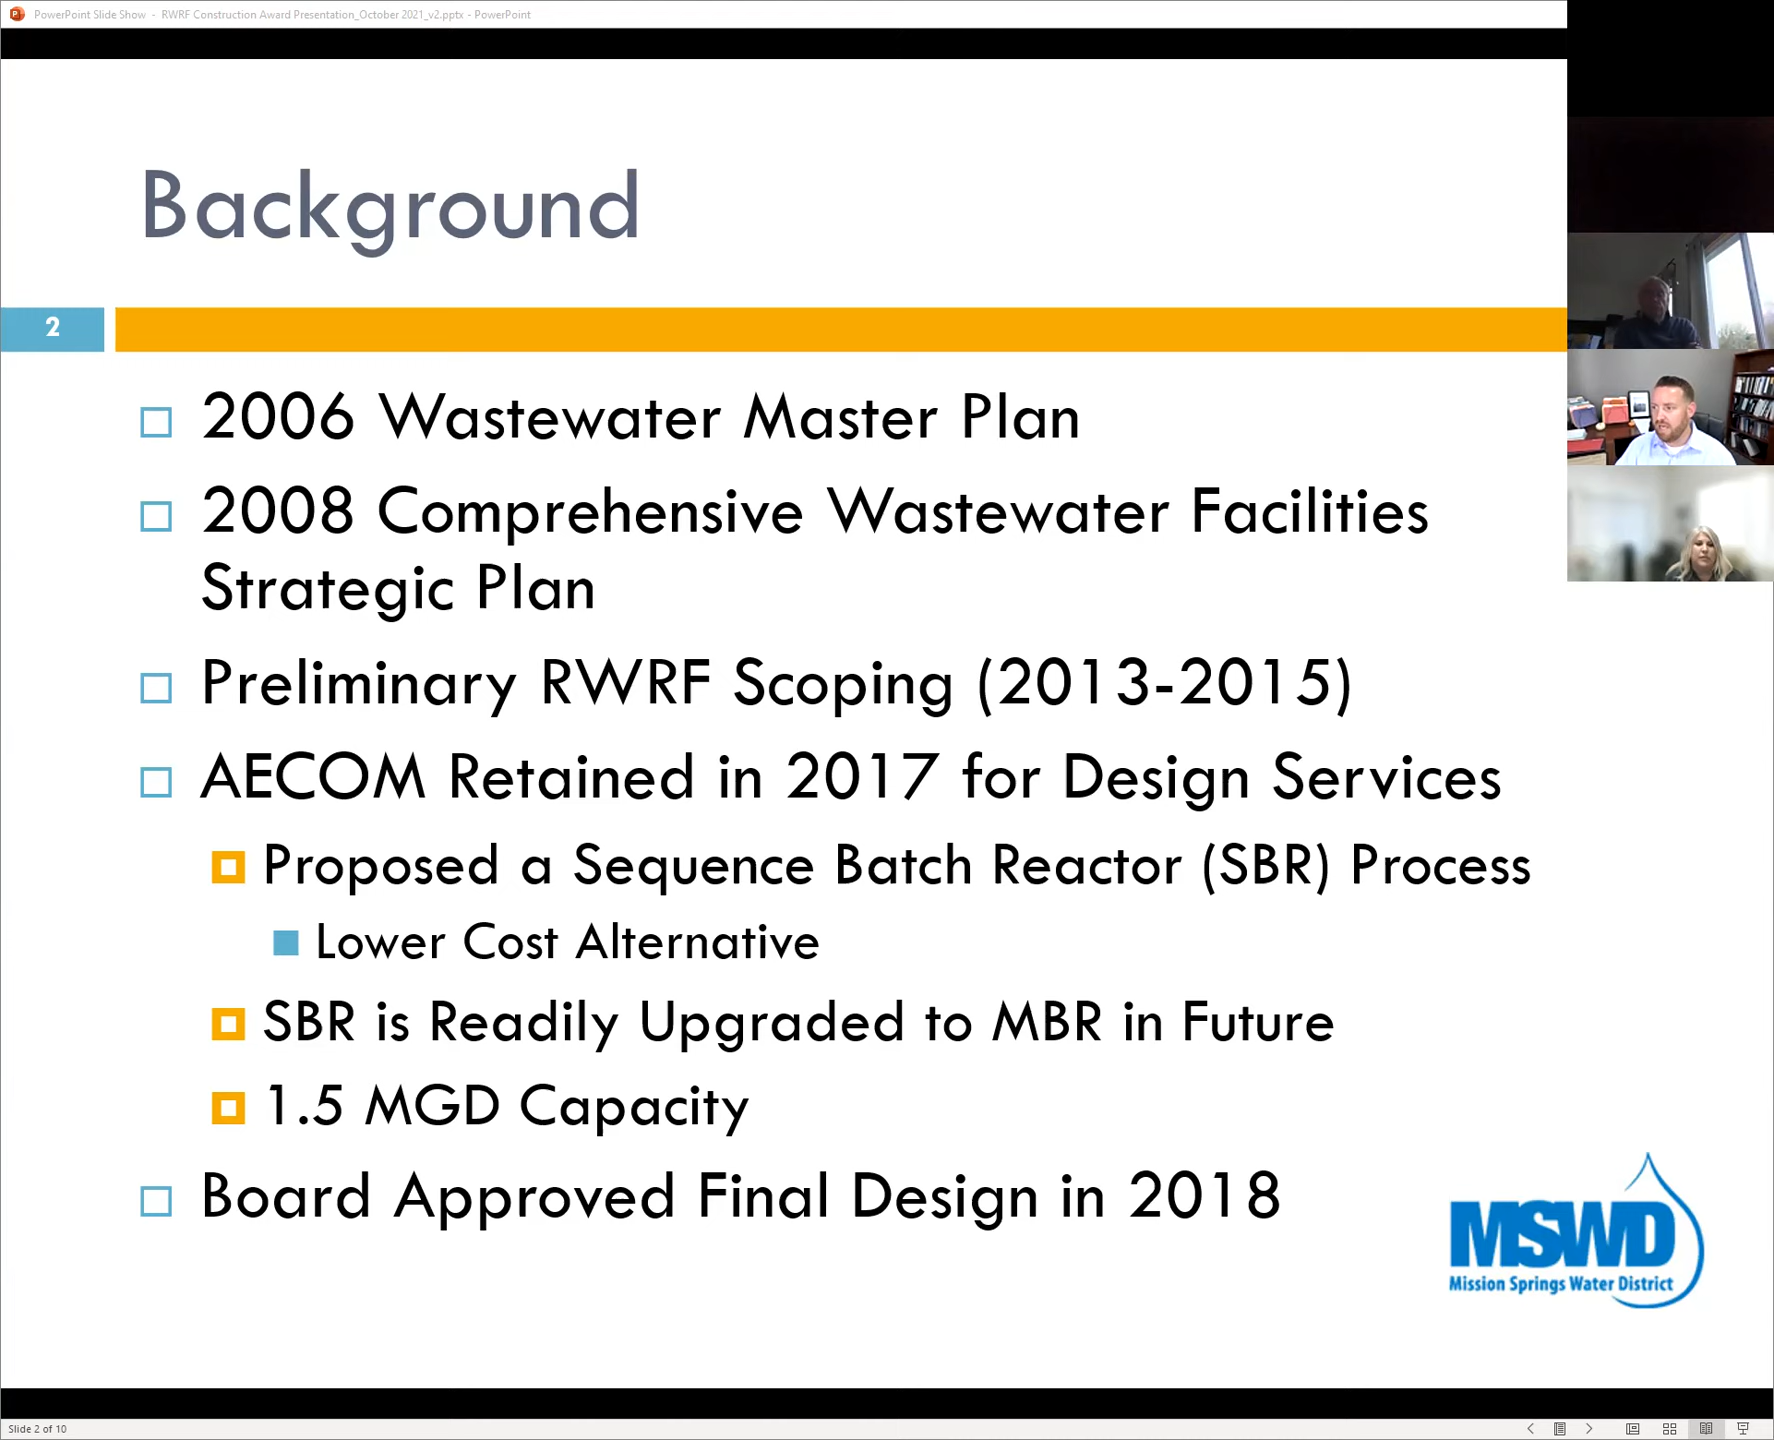 PowerPoint Slide Show - RWRF Construction Award Presentation_October 2021_v2.pptx - PowerPoint
Background
2
2006 Wastewater Master Plan
2008 Comprehensive Wastewater Facilities
Strategic Plan
Preliminary RWRF Scoping (2013-2015)
AECOM Retained in 2017 for Design Services
Proposed a Sequence Batch Reactor (SBR) Process
Lower Cost Alternative
SBR is Readily Upgraded to MBR in Future
1.5 MGD Capacity
Board Approved Final Design in 2018
MSWD
Mission Springs Water District
Slide 2 of 10